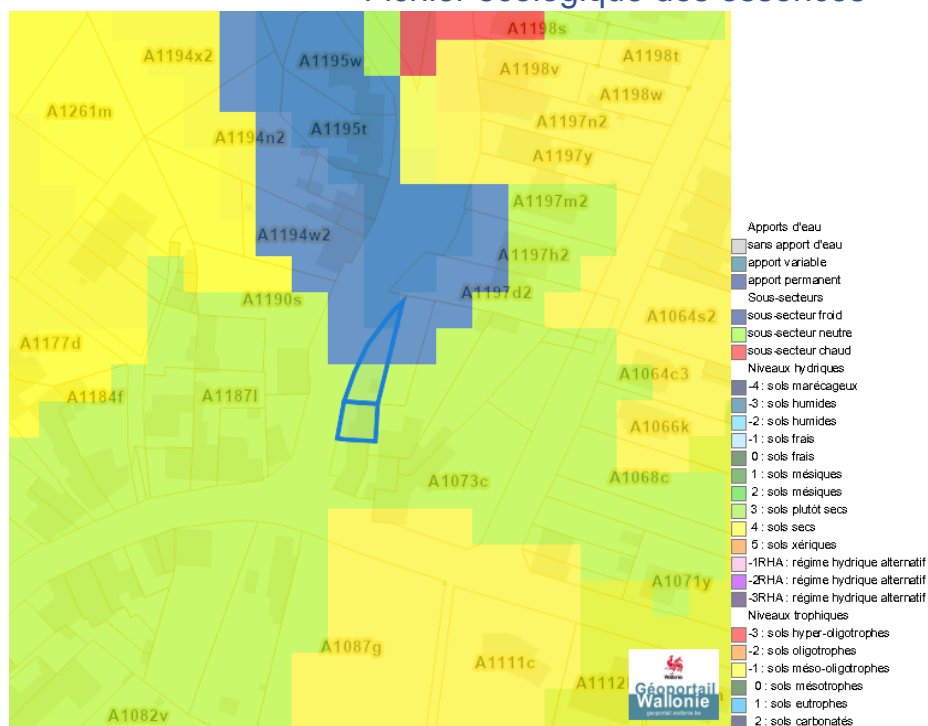 Fichier écologique des essences
A1198s
A1194x2
A1195w
A1198v
A1198t
A1261m
A1198w
A1195t
A1197n2
A1194n2
A1197y
A1197m2
A1194w2
A1197h2
A1190s
A1197d2
A1064s2
A1177d
A1184f
A1187l
A1064c3
A1066k
A1073c
A1068c
A1071y
A1087g
A1111c
A1112
A1082v
Apports d'eau
sans apport d'eau
apport variable
apport permanent
Sous-secteurs
sous-secteur froid
sous-secteur neutre
sous-secteur chaud
Niveaux hydriques
-4 : sols marécageux
-3 : sols humides
-2 : sols humides
-1 : sols frais
0 : sols frais
1 : sols mésiques
2 : sols mésiques
3 : sols plutôt secs
4 : sols secs
5 : sols xériques
-1RHA : régime hydrique alternatif
-2RHA : régime hydrique alternatif
-3RHA : régime hydrique alternatif
Niveaux trophiques
-3 : sols hyper-oligotrophes
-2 : sols oligotrophes
-1 : sols méso-oligotrophes
0 : sols mésotrophes
1 : sols eutrophes
2 : sols carbonatés
Wallonie
Géoportail
Wallonie
geoportail.wallonie.be